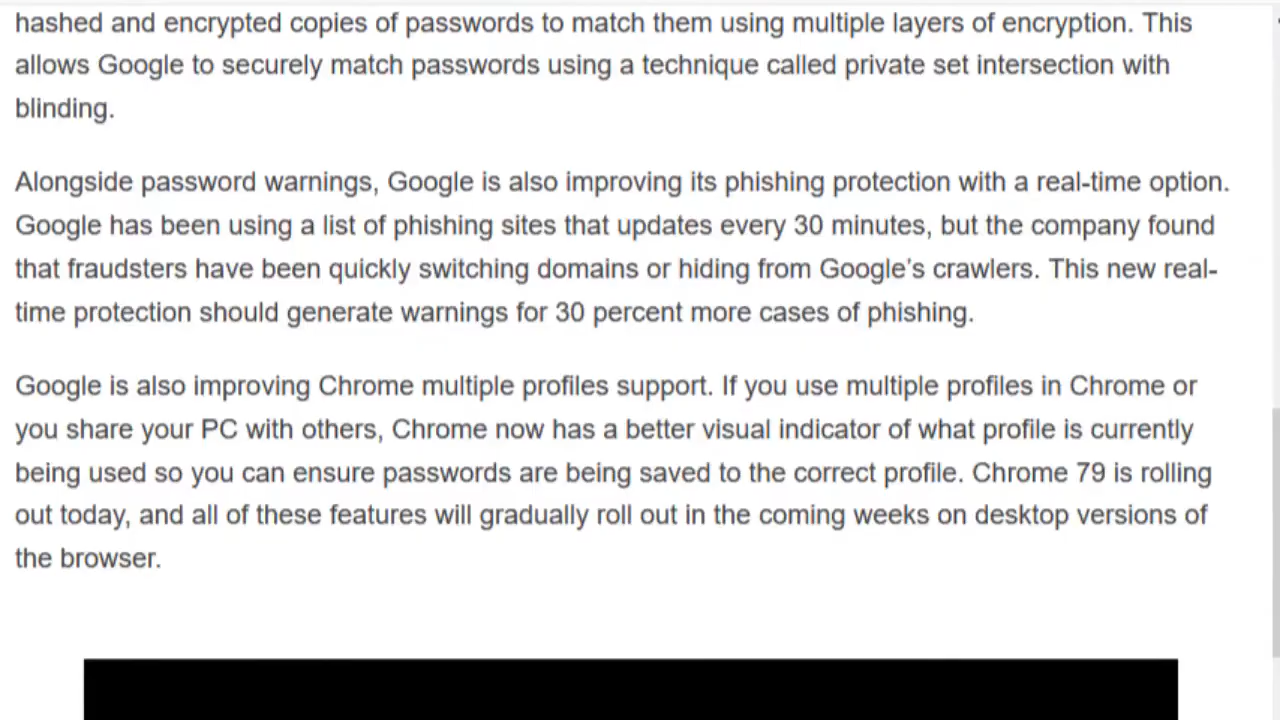 hashed and encrypted copies of passwords to match them using multiple layers of encryption. This
allows Google to securely match passwords using a technique called private set intersection with
blinding.
Alongside password warnings, Google is also improving its phishing protection with a real-time option.
Google has been using a list of phishing sites that updates every 30 minutes, but the company found
that fraudsters have been quickly switching domains or hiding from Google’s crawlers. This new real-
time protection should generate warnings for 30 percent more cases of phishing.
Google is also improving Chrome multiple profiles support. If you use multiple profiles in Chrome or
you share your PC with others, Chrome now has a better visual indicator of what profile is currently
being used so you can ensure passwords are being saved to the correct profile. Chrome 79 is rolling
out today, and all of these features will gradually roll out in the coming weeks on desktop versions of
the browser.